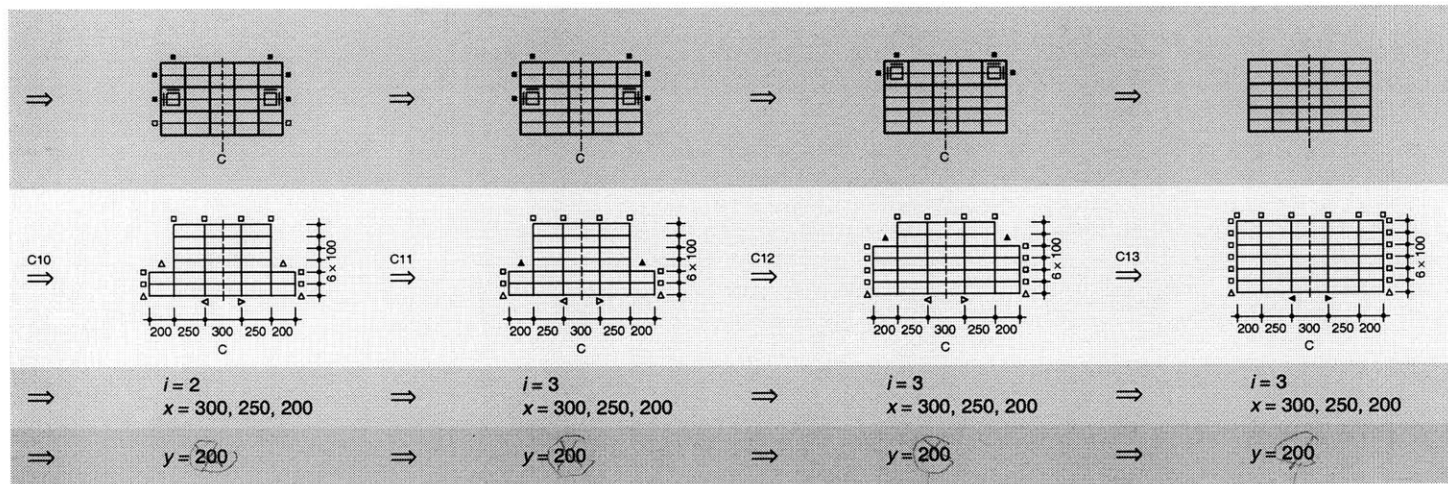 ⇒ C ⇒ C ⇒ C ⇒
C10 ⇒ 6 × 100 C11 ⇒ 6 × 100 C12 ⇒ 6 × 100 C13 ⇒ 6 × 100
200 250 300 250 200 200 250 300 250 200 200 250 300 250 200 200 250 300 250 200
C C C
⇒ i = 2 ⇒ i = 3 ⇒ i = 3 ⇒ i = 3
x = 300, 250, 200 x = 300, 250, 200 x = 300, 250, 200 x = 300, 250, 200
⇒ y = 200 ⇒ y = 200 ⇒ y = 200 ⇒ y = 200